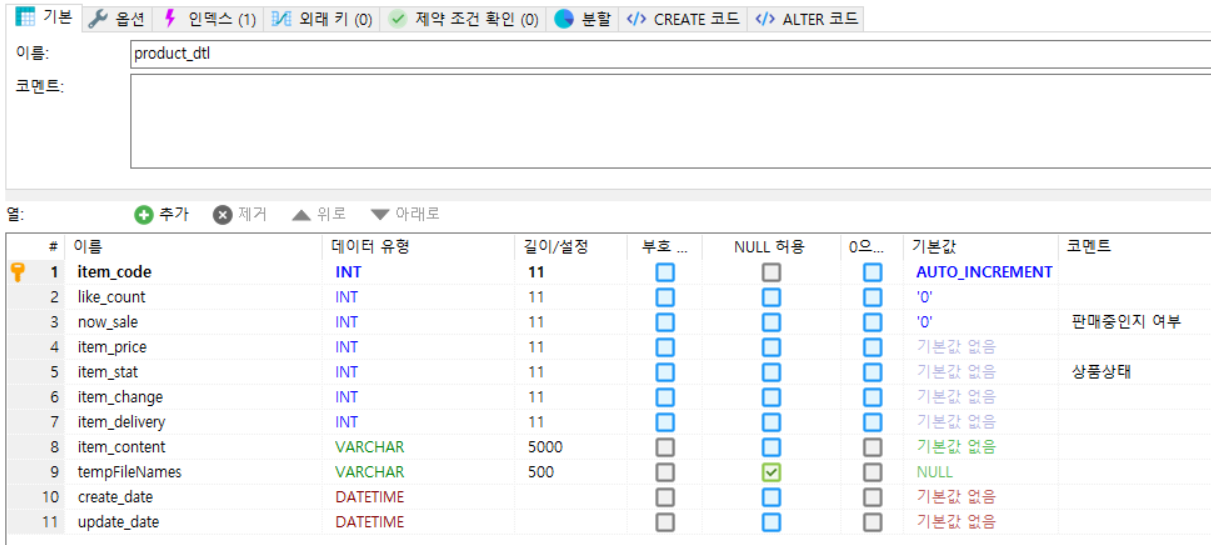 기본 옵션 인덱스 (1) 외래 키 (0) 제약 조건 확인 (0) 분할 </> CREATE 코드 </> ALTER 코드
이름: product_dtl
코멘트:
열: 추가 제거 위로 아래로
# 이름 데이터 유형 길이/설정 부호 ... NULL 허용 0으... 기본값 코멘트
1 item_code INT 11 AUTO_INCREMENT
2 like_count INT 11 '0'
3 now_sale INT 11 '0' 판매중인지 여부
4 item_price INT 11 기본값 없음
5 item_stat INT 11 기본값 없음 상품상태
6 item_change INT 11 기본값 없음
7 item_delivery INT 11 기본값 없음
8 item_content VARCHAR 5000 기본값 없음
9 tempFileNames VARCHAR 500 NULL
10 create_date DATETIME 기본값 없음
11 update_date DATETIME 기본값 없음